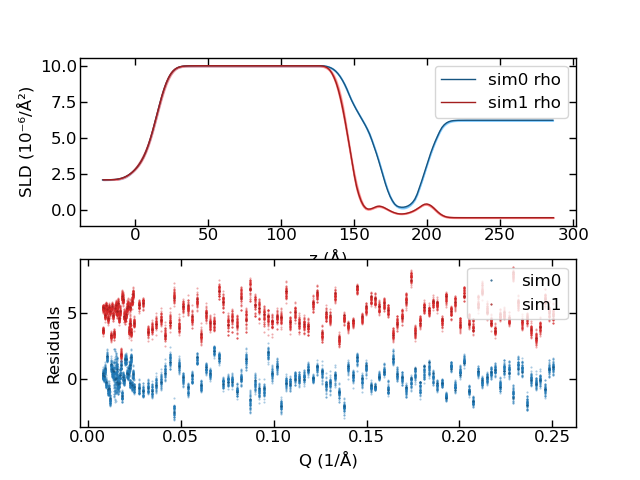 10.0
7.5
5.0
2.5
0.0
SLD (10⁻⁶/Å²)
sim0 rho
sim1 rho
0
50
100
150
200
250
300
z (Å)
5
0
Residuals
sim0
sim1
0.00
0.05
0.10
0.15
0.20
0.25
Q (1/Å)